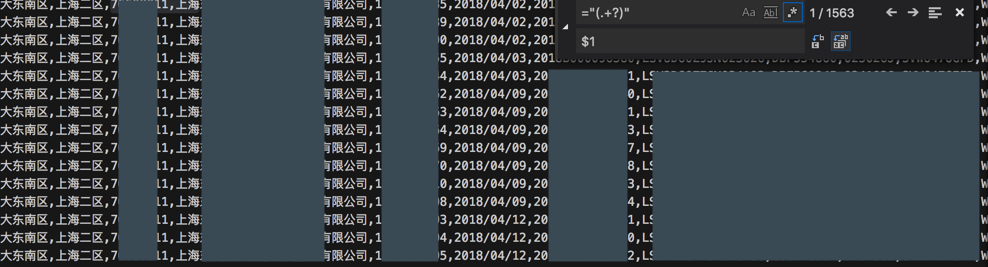 ="(.+?)" Aa Ab| .* 1 / 1563
$1
大东南区,上海二区,7 11,上海 有限公司,1 05,2018/04/02,201
大东南区,上海二区,7 11,上海 有限公司,1 ,2018/04/02,201
大东南区,上海二区,7 11,上海 有限公司,1 00,2018/04/02,201
大东南区,上海二区,7 11,上海 有限公司,1 55,2018/04/03,201
大东南区,上海二区,7 11,上海 有限公司,1 54,2018/04/03,20 1,LS
大东南区,上海二区,7 11,上海 有限公司,1 52,2018/04/09,20 0,LS W
大东南区,上海二区,7 11,上海 有限公司,1 53,2018/04/09,20 1,LS W
大东南区,上海二区,7 11,上海 有限公司,1 54,2018/04/09,20 3,LS W
大东南区,上海二区,7 11,上海 有限公司,1 59,2018/04/09,20 7,LS W
大东南区,上海二区,7 11,上海 有限公司,1 70,2018/04/09,20 8,LS W
大东南区,上海二区,7 11,上海 有限公司,1 10,2018/04/09,20 3,LS W
大东南区,上海二区,7 11,上海 有限公司,1 08,2018/04/09,20 4,LS W
大东南区,上海二区,7 11,上海 有限公司,1 03,2018/04/12,20 1,LS W
大东南区,上海二区,7 11,上海 有限公司,1 04,2018/04/12,20 0,LS W
大东南区,上海二区,7 11,上海 有限公司,1 05,2018/04/12,20 2,LS W